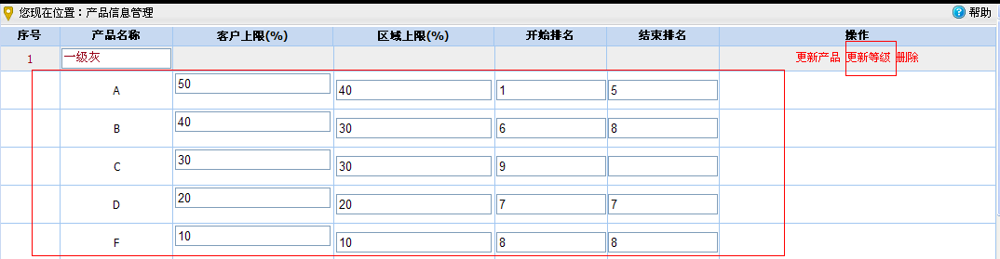 您现在位置：产品信息管理 帮助
序号 产品名称 客户上限(%) 区域上限(%) 开始排名 结束排名 操作
1 一级灰 更新产品 更新等级 删除
A 50 40 1 5
B 40 30 6 8
C 30 30 9
D 20 20 7 7
F 10 10 8 8